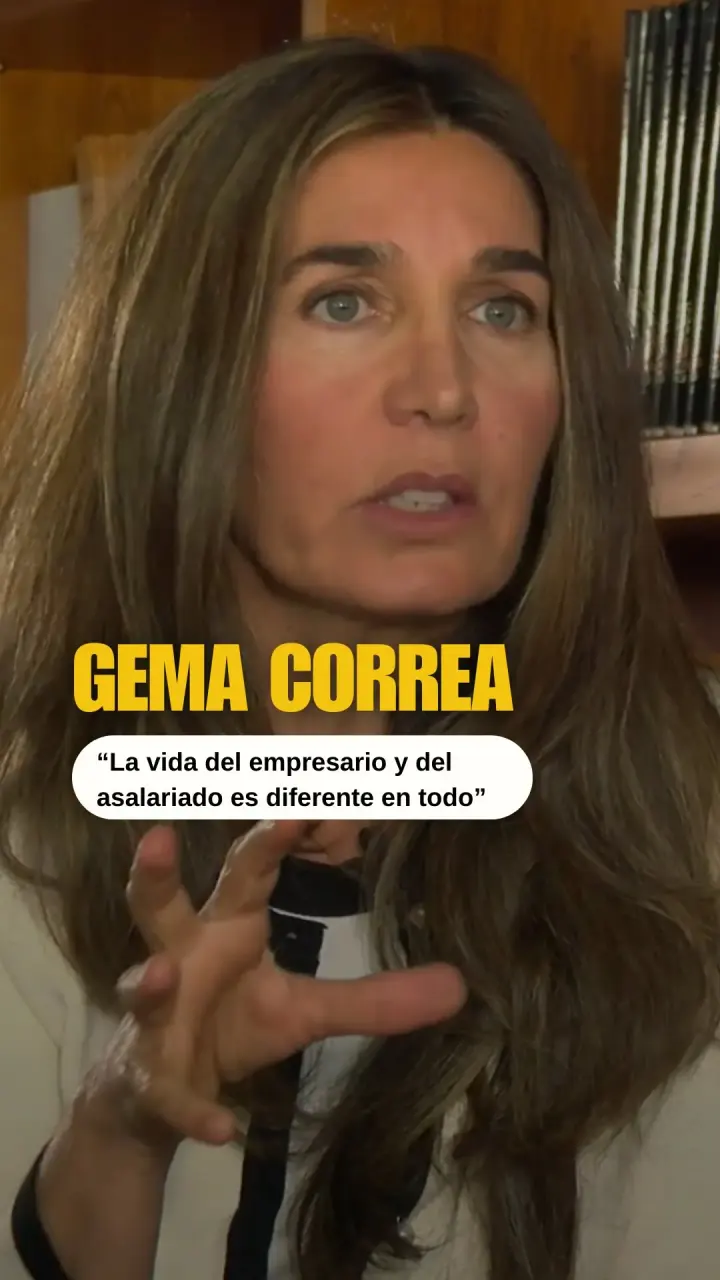 GEMA CORREA
“La vida del empresario y del
asalariado es diferente en todo”